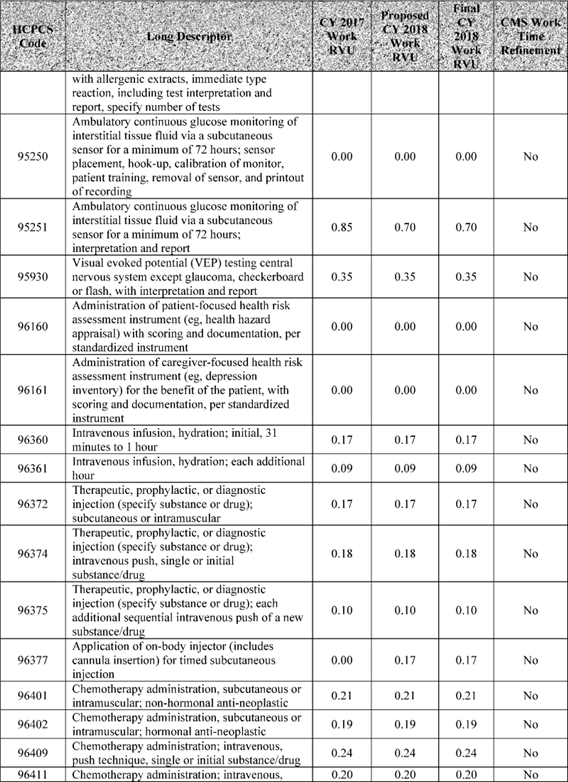 HCPCS Code Long Descriptor CY 2017 Work RVU Proposed CY 2018 Work RVU Final CY 2018 Work RVU CMS Work Time Refinement
with allergenic extracts, immediate type
reaction, including test interpretation and
report, specify number of tests
Ambulatory continuous glucose monitoring of
interstitial tissue fluid via a subcutaneous
sensor for a minimum of 72 hours; sensor
95250 placement, hook-up, calibration of monitor, 0.00 0.00 0.00 No
patient training, removal of sensor, and printout
of recording
Ambulatory continuous glucose monitoring of
95251 interstitial tissue fluid via a subcutaneous 0.85 0.70 0.70 No
sensor for a minimum of 72 hours;
interpretation and report
Visual evoked potential (VEP) testing central
95930 nervous system except glaucoma, checkerboard 0.35 0.35 0.35 No
or flash, with interpretation and report
Administration of patient-focused health risk
96160 assessment instrument (eg, health hazard 0.00 0.00 0.00 No
appraisal) with scoring and documentation, per
standardized instrument
Administration of caregiver-focused health risk
assessment instrument (eg, depression
96161 inventory) for the benefit of the patient, with 0.00 0.00 0.00 No
scoring and documentation, per standardized
instrument
96360 Intravenous infusion, hydration; initial, 31 0.17 0.17 0.17 No
minutes to 1 hour
96361 Intravenous infusion, hydration; each additional 0.09 0.09 0.09 No
hour
Therapeutic, prophylactic, or diagnostic
96372 injection (specify substance or drug); 0.17 0.17 0.17 No
subcutaneous or intramuscular
Therapeutic, prophylactic, or diagnostic
96374 injection (specify substance or drug); 0.18 0.18 0.18 No
intravenous push, single or initial
substance/drug
Therapeutic, prophylactic, or diagnostic
96375 injection (specify substance or drug); each 0.10 0.10 0.10 No
additional sequential intravenous push of a new
substance/drug
Application of on-body injector (includes
96377 cannula insertion) for timed subcutaneous 0.00 0.17 0.17 No
injection
96401 Chemotherapy administration, subcutaneous or 0.21 0.21 0.21 No
intramuscular; non-hormonal anti-neoplastic
96402 Chemotherapy administration, subcutaneous or 0.19 0.19 0.19 No
intramuscular; hormonal anti-neoplastic
96409 Chemotherapy administration; intravenous, 0.24 0.24 0.24 No
push technique, single or initial substance/drug
96411 Chemotherapy administration; intravenous, 0.20 0.20 0.20 No